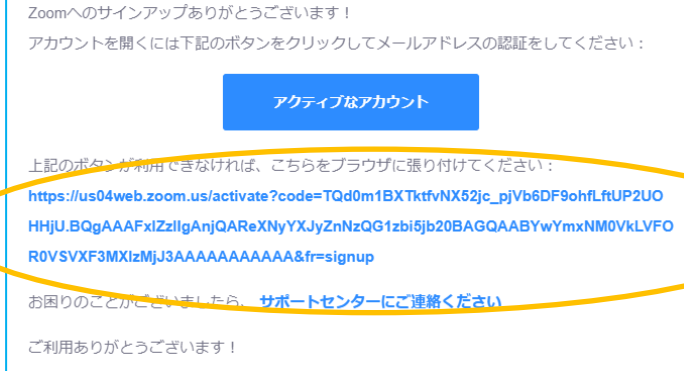 Zoomへのサインアップありがとうございます！
アカウントを開くには下記のボタンをクリックしてメールアドレスの認証をしてください：
アクティブなアカウント
上記のボタンが利用できなければ、こちらをブラウザに張り付けてください：
https://us04web.zoom.us/activate?code=TQd0m1BXTktfvNX52jc_pjVb6DF9ohfLftUP2UO
HHjU.BQgAAAFxIZzlIgAnjQAReXNyYXJyZnNzQG1zbi5jb20BAGQAABYwYmxNM0VkLVFO
R0VSVXF3MXIzMjJ3AAAAAAAAAAA&fr=signup
お困りのことがございましたら、 サポートセンターにご連絡ください
ご利用ありがとうございます！